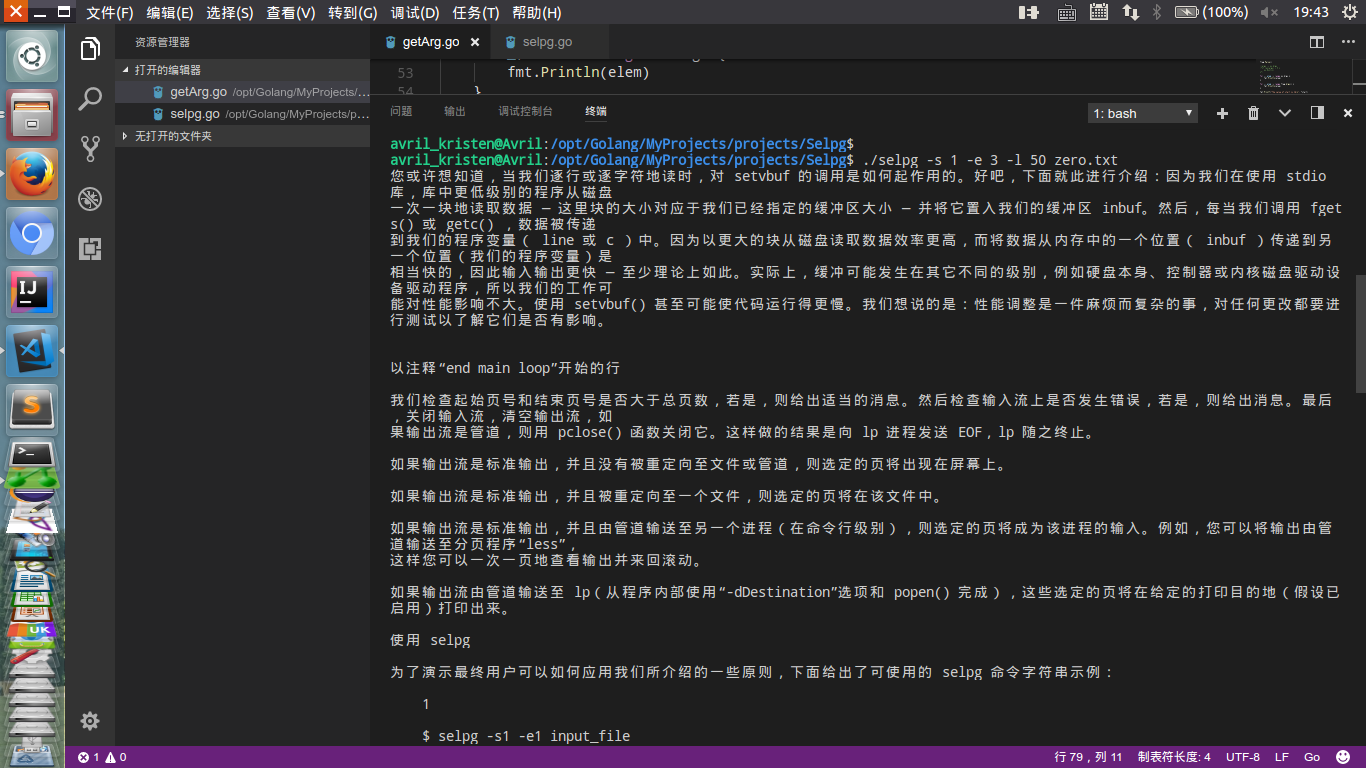 文件(F) 编辑(E) 选择(S) 查看(V) 转到(G) 调试(D) 任务(T) 帮助(H)
(100%) 19:43
资源管理器
打开的编辑器
getArg.go /opt/Golang/MyProjects/...
selpg.go /opt/Golang/MyProjects/p...
无打开的文件夹
getArg.go selpg.go
53 fmt.Println(elem)
54 }
问题 输出 调试控制台 终端 1: bash
avril_kristen@Avril:/opt/Golang/MyProjects/projects/Selpg$
avril_kristen@Avril:/opt/Golang/MyProjects/projects/Selpg$ ./selpg -s 1 -e 3 -l 50 zero.txt
您或许想知道，当我们逐行或逐字符地读时，对 setvbuf 的调用是如何起作用的。好吧，下面就此进行介绍：因为我们在使用 stdio
库，库中更低级别的程序从磁盘
一次一块地读取数据 — 这里块的大小对应于我们已经指定的缓冲区大小 — 并将它置入我们的缓冲区 inbuf。然后，每当我们调用 fget
s() 或 getc() ，数据被传递
到我们的程序变量（ line 或 c ）中。因为以更大的块从磁盘读取数据效率更高，而将数据从内存中的一个位置（ inbuf ）传递到另
一个位置（我们的程序变量）是
相当快的，因此输入输出更快 — 至少理论上如此。实际上，缓冲可能发生在其它不同的级别，例如硬盘本身、控制器或内核磁盘驱动设
备驱动程序，所以我们的工作可
能对性能影响不大。使用 setvbuf() 甚至可能使代码运行得更慢。我们想说的是：性能调整是一件麻烦而复杂的事，对任何更改都要进
行测试以了解它们是否有影响。
以注释“end main loop”开始的行
我们检查起始页号和结束页号是否大于总页数，若是，则给出适当的消息。然后检查输入流上是否发生错误，若是，则给出消息。最后
，关闭输入流，清空输出流，如
果输出流是管道，则用 pclose() 函数关闭它。这样做的结果是向 lp 进程发送 EOF，lp 随之终止。
如果输出流是标准输出，并且没有被重定向至文件或管道，则选定的页将出现在屏幕上。
如果输出流是标准输出，并且被重定向至一个文件，则选定的页将在该文件中。
如果输出流是标准输出，并且由管道输送至另一个进程（在命令行级别），则选定的页将成为该进程的输入。例如，您可以将输出由管
道输送至分页程序“less”，
这样您可以一次一页地查看输出并来回滚动。
如果输出流由管道输送至 lp（从程序内部使用“-dDestination”选项和 popen() 完成），这些选定的页将在给定的打印目的地（假设已
启用）打印出来。
使用 selpg
为了演示最终用户可以如何应用我们所介绍的一些原则，下面给出了可使用的 selpg 命令字符串示例：
1
$ selpg -s1 -e1 input_file
1 0 行 79，列 11 制表符长度: 4 UTF-8 LF Go